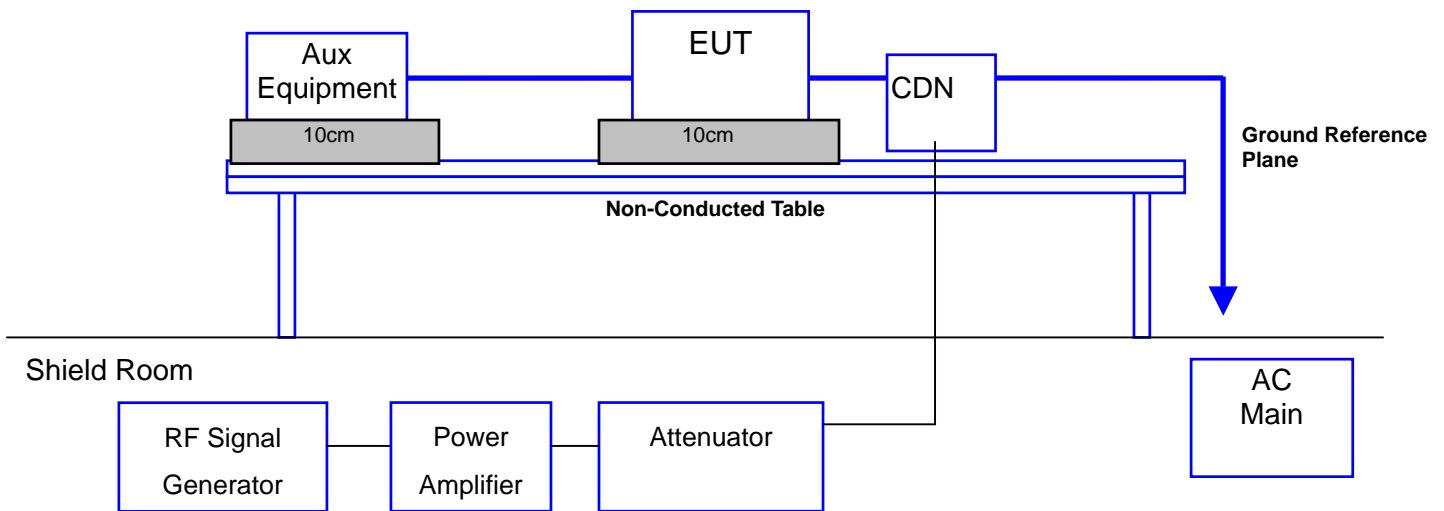 Aux
Equipment
EUT
CDN
10cm
10cm
Ground Reference
Plane
Non-Conducted Table
Shield Room
RF Signal
Generator
Power
Amplifier
Attenuator
AC
Main